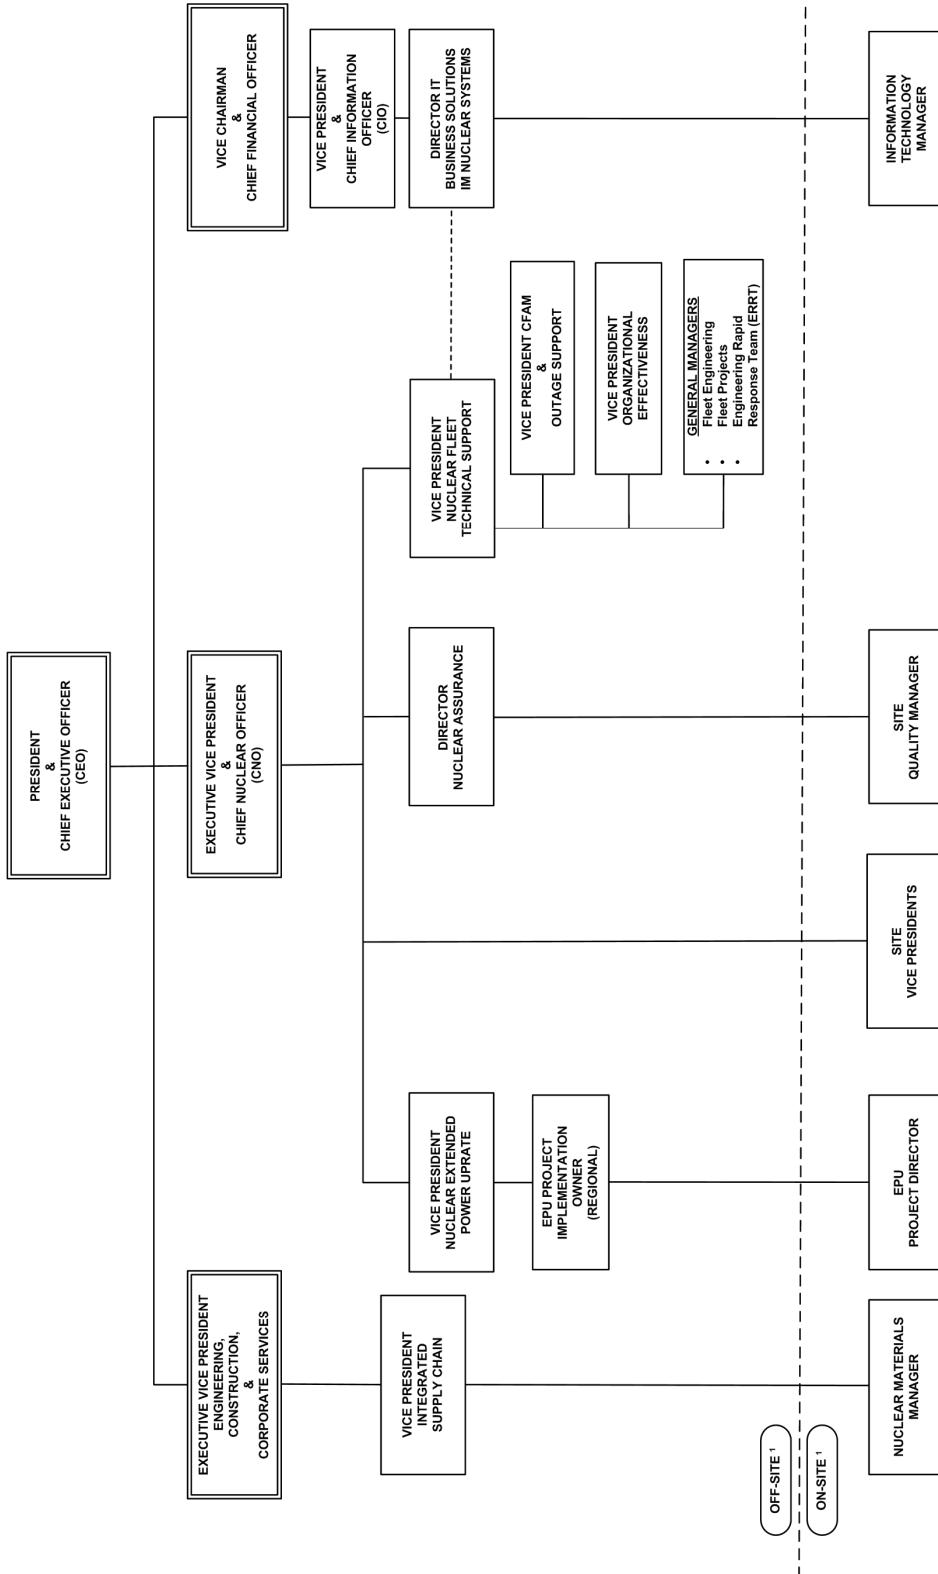 PRESIDENT
&
CHIEF EXECUTIVE OFFICER
(CEO)
EXECUTIVE VICE PRESIDENT
ENGINEERING,
CONSTRUCTION,
&
CORPORATE SERVICES
EXECUTIVE VICE PRESIDENT
&
CHIEF NUCLEAR OFFICER
(CNO)
VICE CHAIRMAN
&
CHIEF FINANCIAL OFFICER
VICE PRESIDENT
&
CHIEF INFORMATION
OFFICER
(CIO)
VICE PRESIDENT
INTEGRATED
SUPPLY CHAIN
VICE PRESIDENT
NUCLEAR EXTENDED
POWER UPRATE
DIRECTOR
NUCLEAR ASSURANCE
VICE PRESIDENT
NUCLEAR FLEET
TECHNICAL SUPPORT
DIRECTOR IT
BUSINESS SOLUTIONS
IM NUCLEAR SYSTEMS
EPU PROJECT
IMPLEMENTATION
OWNER
(REGIONAL)
VICE PRESIDENT CFAM
&
OUTAGE SUPPORT
VICE PRESIDENT
ORGANIZATIONAL
EFFECTIVENESS
GENERAL MANAGERS
• Fleet Engineering
• Fleet Projects
• Engineering Rapid
Response Team (ERRT)
OFF-SITE ¹
ON-SITE ¹
NUCLEAR MATERIALS
MANAGER
EPU
PROJECT DIRECTOR
SITE
VICE PRESIDENTS
SITE
QUALITY MANAGER
INFORMATION
TECHNOLOGY
MANAGER